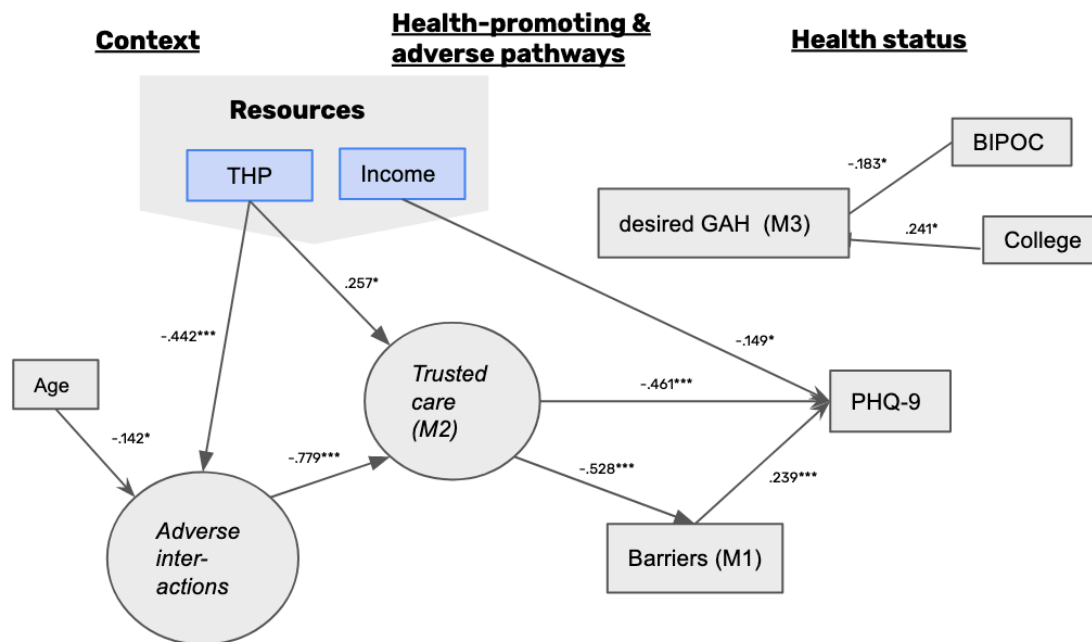 Context
Health-promoting &
adverse pathways
Health status
Resources
THP
Income
BIPOC
-.183*
desired GAH (M3)
.241*
College
.257*
-.442***
-.149*
Age
Trusted
care
(M2)
-.461***
PHQ-9
-.142*
-.779***
-.528***
.239***
Adverse
inter-
actions
Barriers (M1)